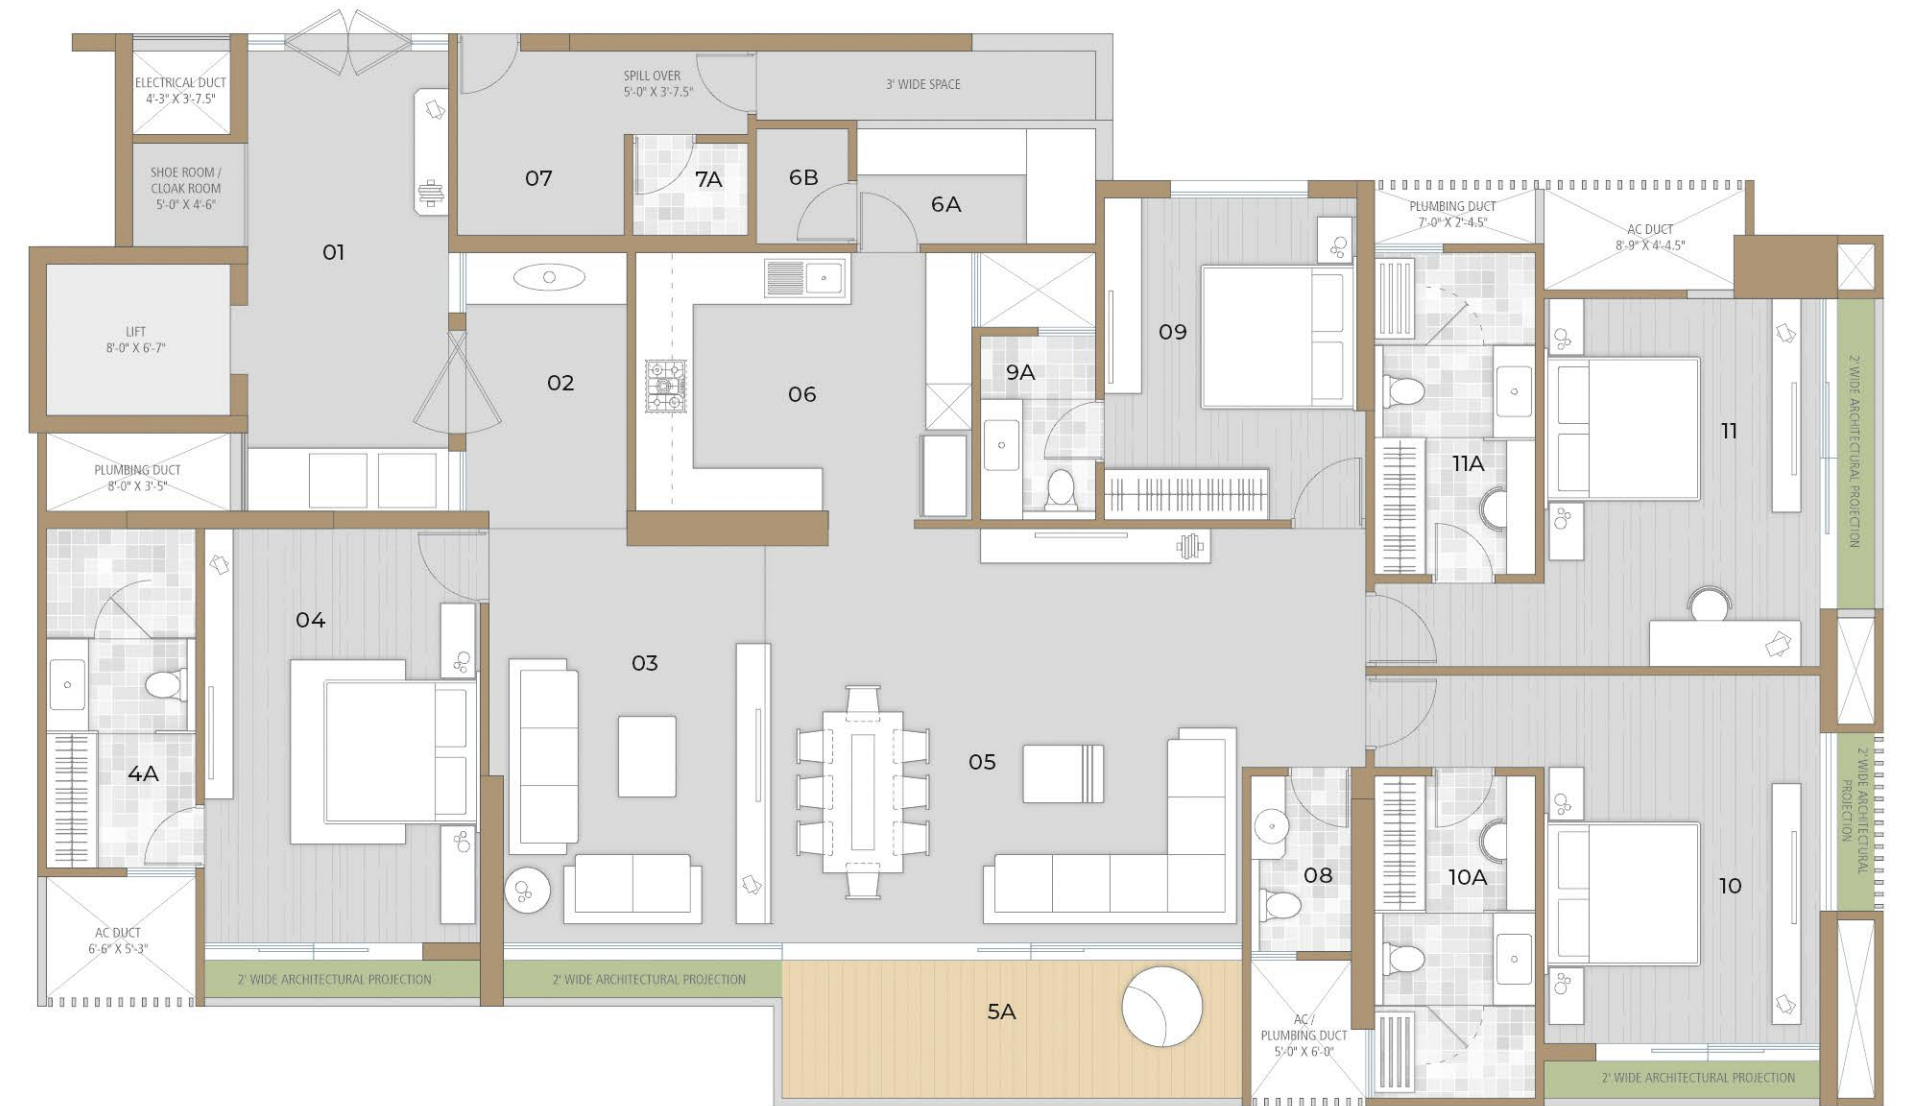 ELECTRICAL DUCT
4'-3" X 3'-7.5"
SPILL OVER
5'-0" X 3'-7.5"
3' WIDE SPACE
SHOE ROOM /
CLOAK ROOM
5'-0" X 4'-6"
07
7A
6B
6A
PLUMBING DUCT
7'-0" X 2'-4.5"
AC DUCT
8'-9" X 4'-4.5"
01
LIFT
8'-0" X 6'-7"
02
06
9A
09
11
2' WIDE ARCHITECTURAL PROJECTION
PLUMBING DUCT
8'-0" X 3'-5"
11A
04
03
4A
05
2' WIDE ARCHITECTURAL
PROJECTION
08
10A
10
AC DUCT
6'-6" X 5'-3"
2' WIDE ARCHITECTURAL PROJECTION
2' WIDE ARCHITECTURAL PROJECTION
5A
AC /
PLUMBING DUCT
5'-0" X 6'-0"
2' WIDE ARCHITECTURAL PROJECTION